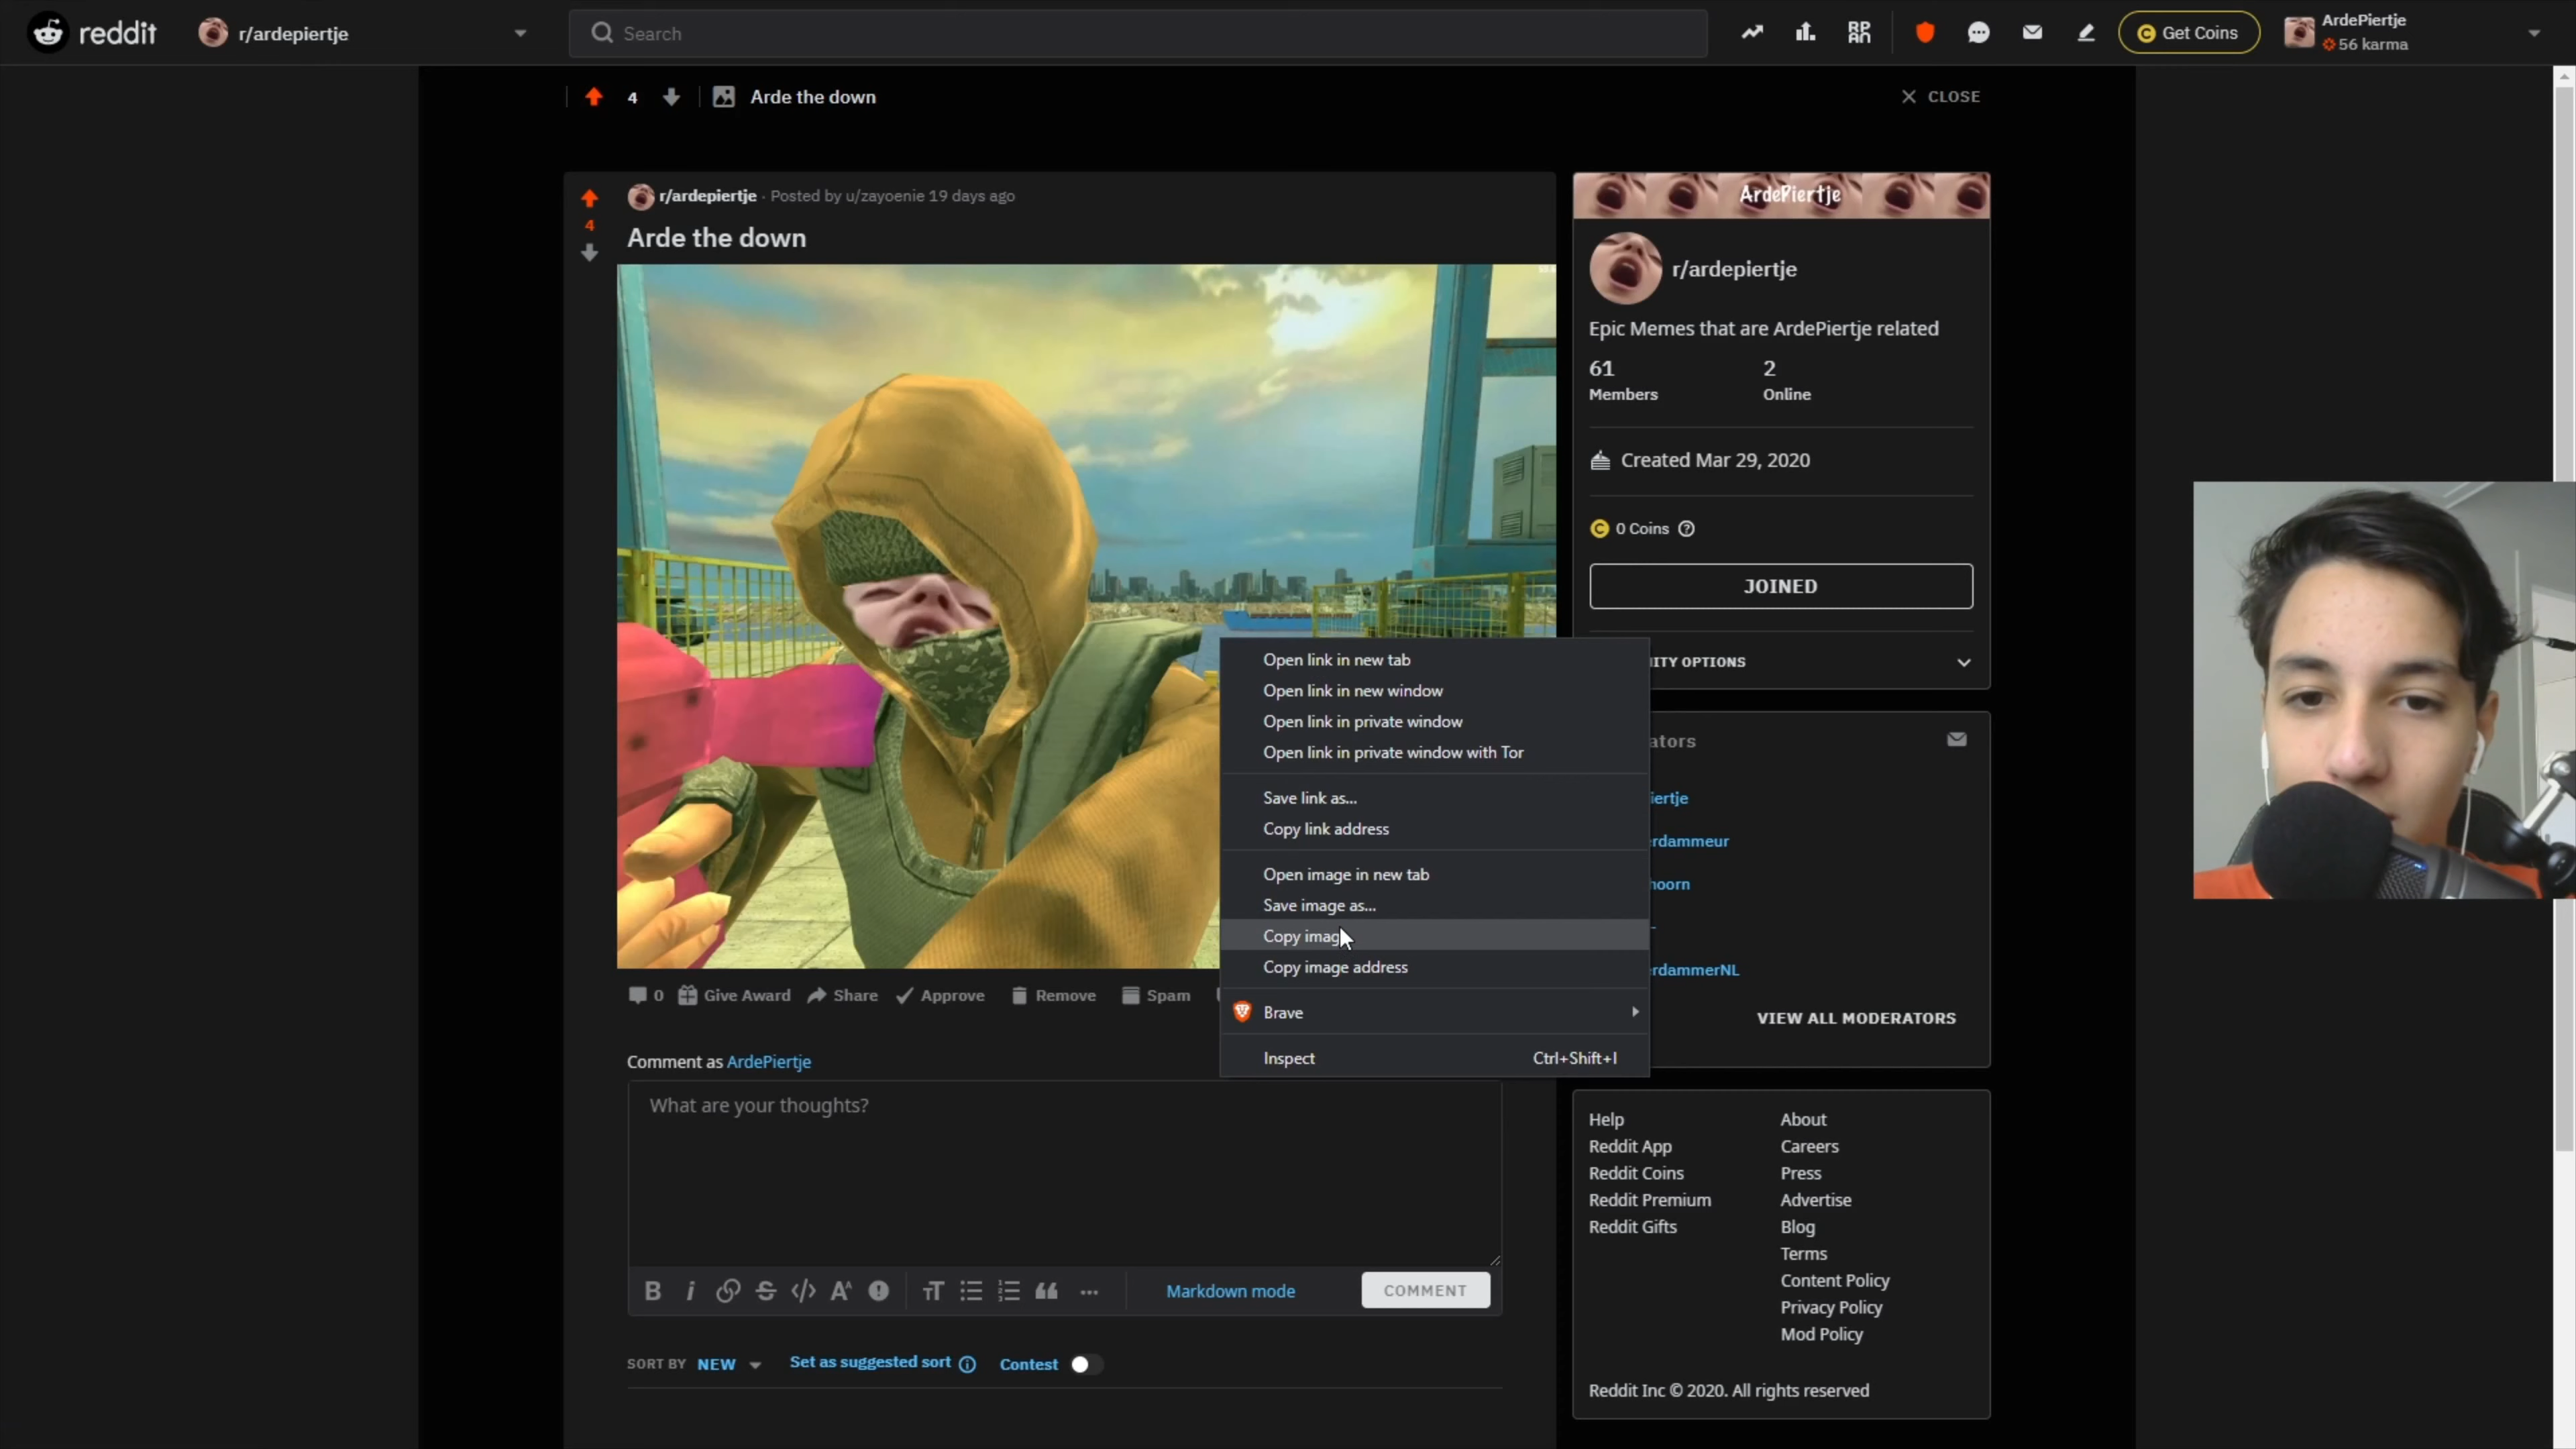 reddit
r/ardepiertje
Search
Get Coins
ArdePiertje
56 karma
4
Arde the down
CLOSE
r/ardepiertje · Posted by u/zayoenie 19 days ago
4
Arde the down
ArdePiertje
r/ardepiertje
Epic Memes that are ArdePiertje related
61
Members
2
Online
Created Mar 29, 2020
0 Coins
JOINED
ITY OPTIONS
Open link in new tab
Open link in new window
Open link in private window
Open link in private window with Tor
Save link as...
Copy link address
Open image in new tab
Save image as...
Copy imag
Copy image address
Brave
Inspect Ctrl+Shift+I
ators
iertje
rdammeur
hoorn
-
rdammerNL
VIEW ALL MODERATORS
0 Give Award Share Approve Remove Spam
Comment as ArdePiertje
What are your thoughts?
Markdown mode
COMMENT
SORT BY NEW Set as suggested sort Contest
Help
Reddit App
Reddit Coins
Reddit Premium
Reddit Gifts
About
Careers
Press
Advertise
Blog
Terms
Content Policy
Privacy Policy
Mod Policy
Reddit Inc © 2020. All rights reserved